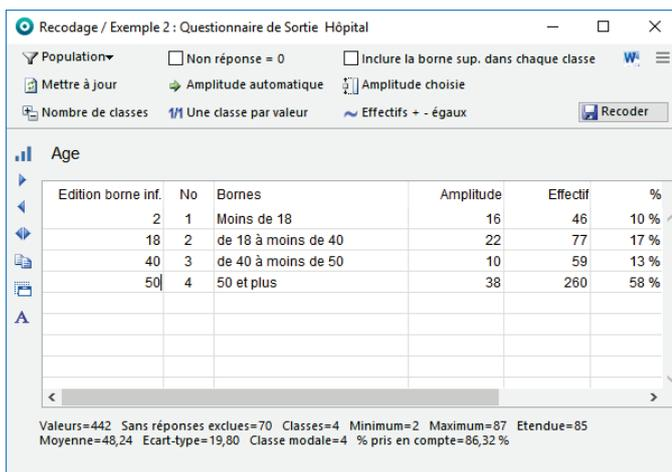 Recodage / Exemple 2 : Questionnaire de Sortie Hôpital
Population Non réponse = 0 Inclure la borne sup. dans chaque classe W
Mettre à jour Amplitude automatique Amplitude choisie
Nombre de classes 1/1 Une classe par valeur Effectifs + - égaux Recoder
Age
Edition borne inf. No Bornes Amplitude Effectif %
2 1 Moins de 18 16 46 10 %
18 2 de 18 à moins de 40 22 77 17 %
40 3 de 40 à moins de 50 10 59 13 %
50 4 50 et plus 38 260 58 %
A
Valeurs=442 Sans réponses exclues=70 Classes=4 Minimum=2 Maximum=87 Etendue=85
Moyenne=48,24 Ecart-type=19,80 Classe modale=4 % pris en compte=86,32 %